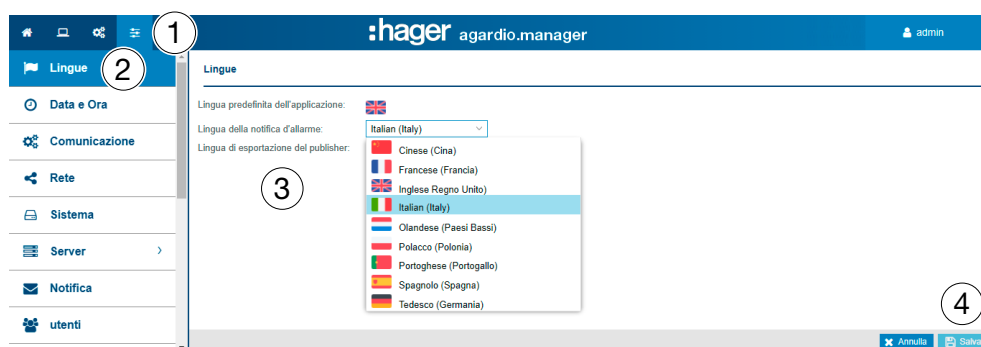 1
:hager agardio.manager
admin
2
Lingue
Data e Ora
Comunicazione
Rete
Sistema
Server
Notifica
utenti
Lingue
Lingua predefinita dell'applicazione:
Lingua della notifica d'allarme:
Italian (Italy)
Lingua di esportazione del publisher:
3
Cinese (Cina)
Francese (Francia)
Inglese Regno Unito)
Italian (Italy)
Olandese (Paesi Bassi)
Polacco (Polonia)
Portoghese (Portogallo)
Spagnolo (Spagna)
Tedesco (Germania)
4
Annulla
Salva